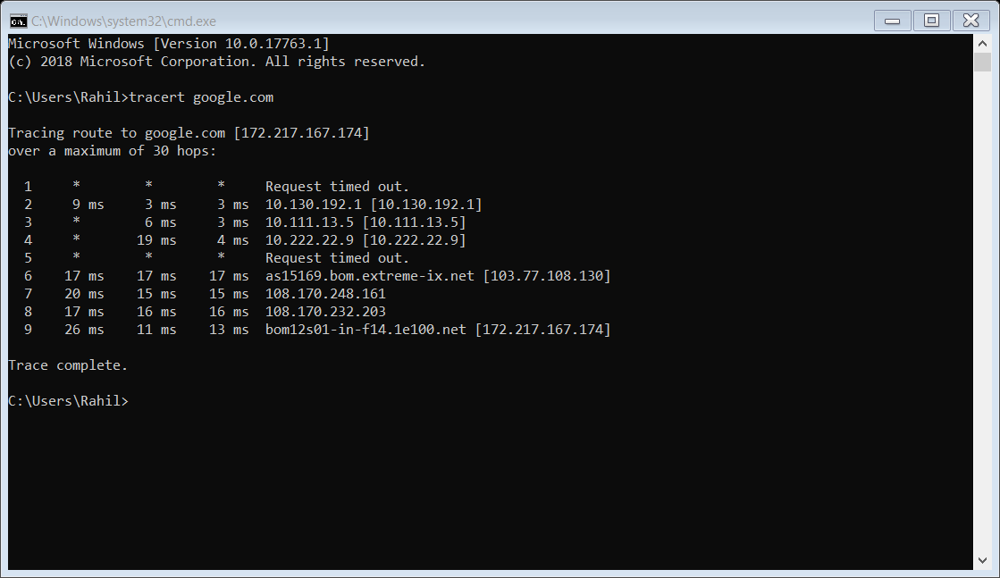 C:\Windows\system32\cmd.exe
Microsoft Windows [Version 10.0.17763.1]
(c) 2018 Microsoft Corporation. All rights reserved.
C:\Users\Rahil>tracert google.com
Tracing route to google.com [172.217.167.174]
over a maximum of 30 hops:
1 * * * Request timed out.
2 9 ms 3 ms 3 ms 10.130.192.1 [10.130.192.1]
3 * 6 ms 3 ms 10.111.13.5 [10.111.13.5]
4 * 19 ms 4 ms 10.222.22.9 [10.222.22.9]
5 * * * Request timed out.
6 17 ms 17 ms 17 ms as15169.bom.extreme-ix.net [103.77.108.130]
7 20 ms 15 ms 15 ms 108.170.248.161
8 17 ms 16 ms 16 ms 108.170.232.203
9 26 ms 11 ms 13 ms bom12s01-in-f14.1e100.net [172.217.167.174]
Trace complete.
C:\Users\Rahil>